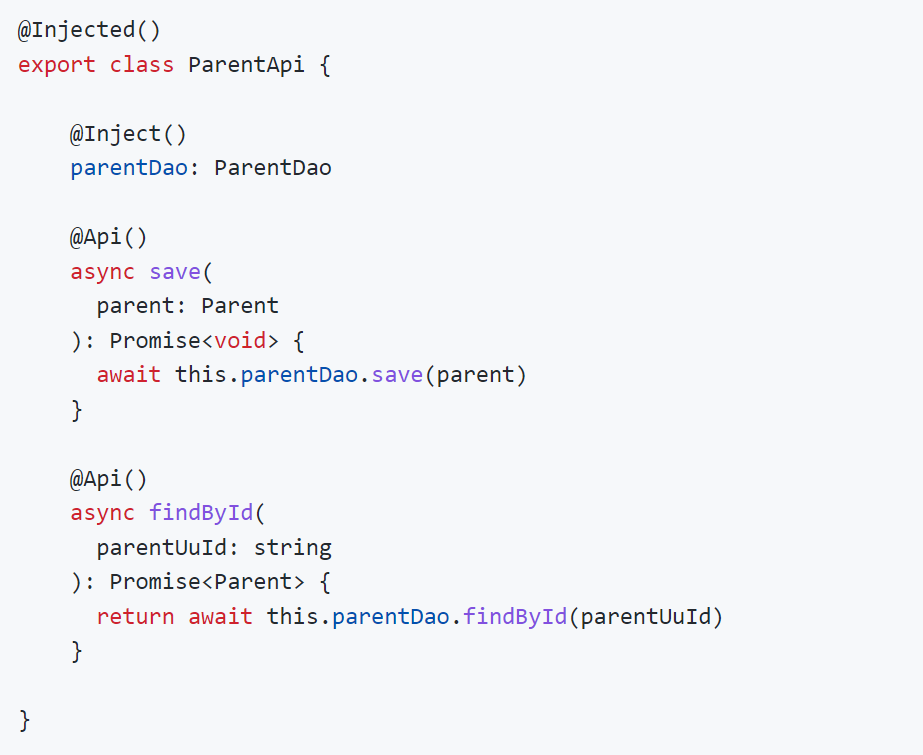 @Injected()
export class ParentApi {
@Inject()
parentDao: ParentDao
@Api()
async save(
parent: Parent
): Promise<void> {
await this.parentDao.save(parent)
}
@Api()
async findById(
parentUuId: string
): Promise<Parent> {
return await this.parentDao.findById(parentUuId)
}
}